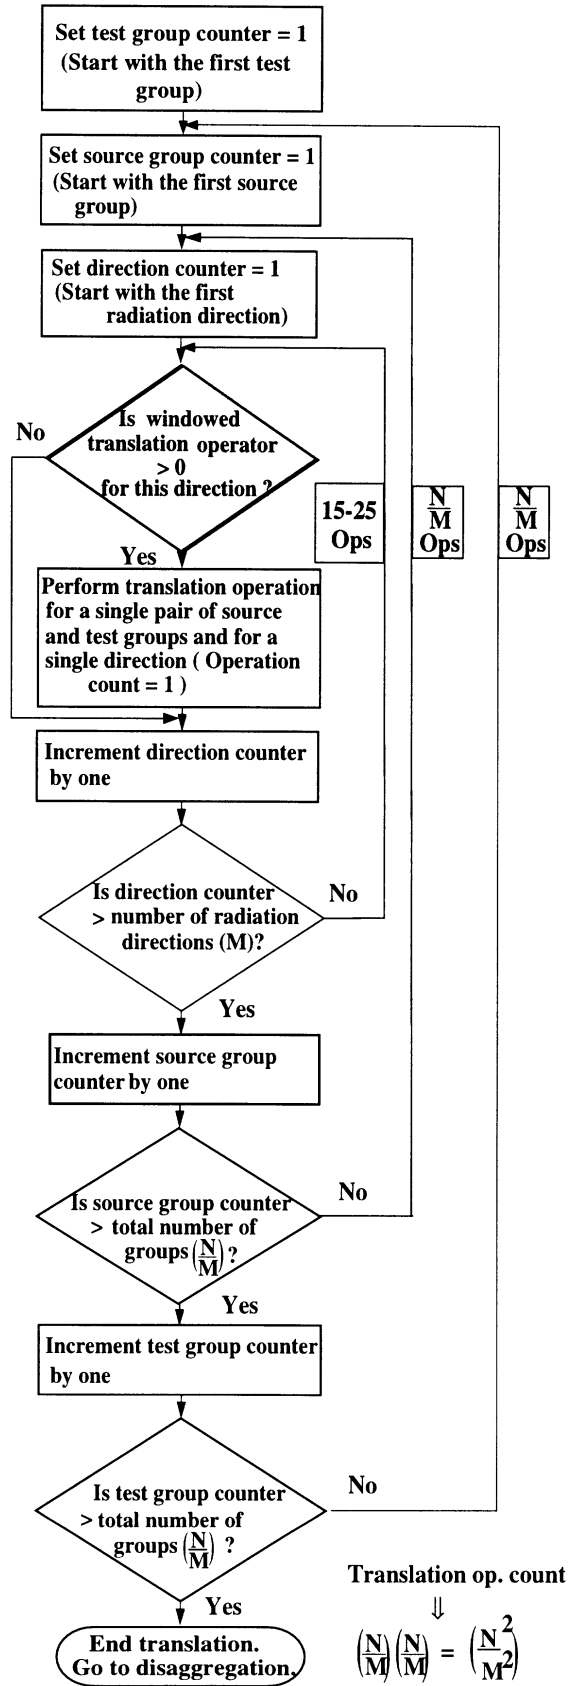 Set test group counter = 1
(Start with the first test
group)
Set source group counter = 1
(Start with the first source
group)
Set direction counter = 1
(Start with the first
radiation direction)
Is windowed
translation operator
> 0
for this direction ?
No
Yes
15-25
Ops
N
M
Ops
N
M
Ops
Perform translation operation
for a single pair of source
and test groups and for a
single direction ( Operation
count = 1 )
Increment direction counter
by one
Is direction counter
> number of radiation
directions (M)?
No
Yes
Increment source group
counter by one
Is source group counter
> total number of
groups (N/M) ?
No
Yes
Increment test group counter
by one
Is test group counter
> total number of
groups (N/M) ?
No
Yes
End translation.
Go to disaggregation.
Translation op. count
⇓
(N/M) (N/M) = (N²/M²)